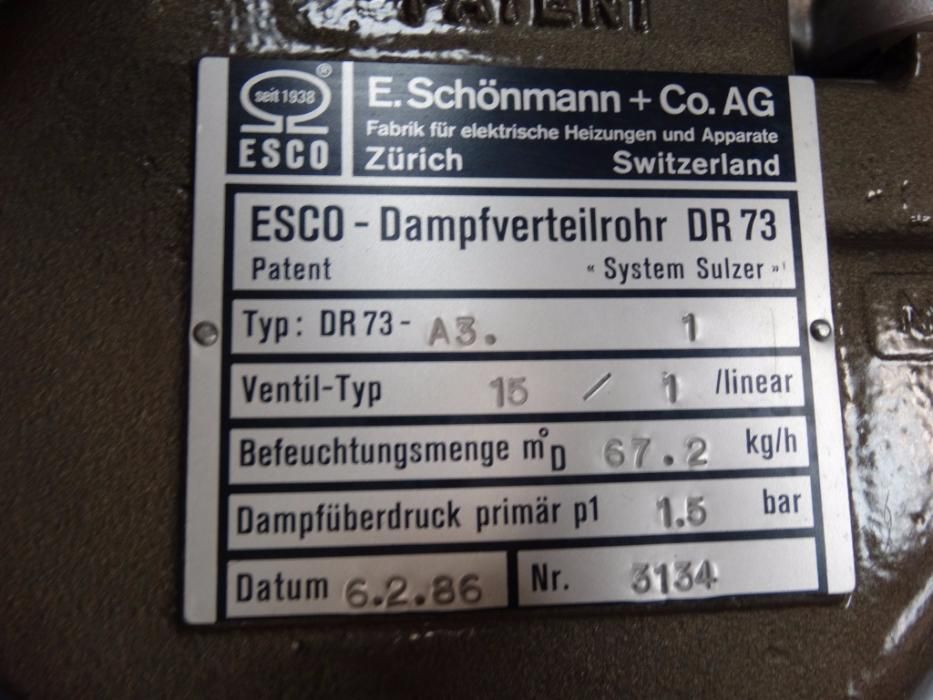 PATENT
seit 1938
®
ESCO
E. Schönmann + Co. AG
Fabrik für elektrische Heizungen und Apparate
Zürich Switzerland
ESCO - Dampfverteilrohr DR 73
Patent « System Sulzer »
Typ: DR 73 - A3. 1
Ventil-Typ 15 / 1 /linear
Befeuchtungsmenge m̊D 67.2 kg/h
Dampfüberdruck primär p1 1.5 bar
Datum 6.2.86 Nr. 3134